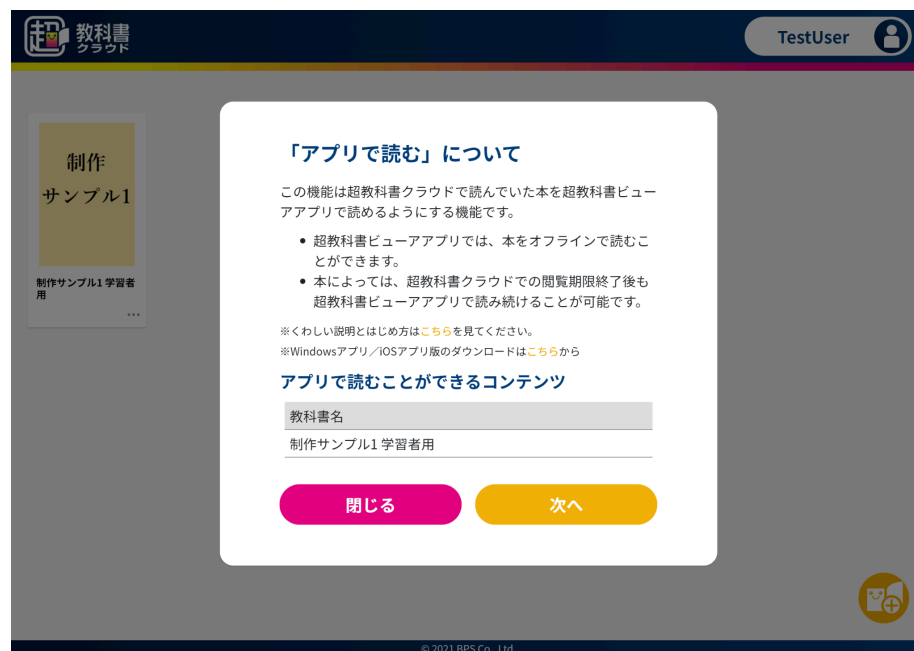 超教科書
クラウド
TestUser
制作
サンプル1
制作サンプル1 学習者
用
…
「アプリで読む」について
この機能は超教科書クラウドで読んでいた本を超教科書ビュー
アアプリで読めるようにする機能です。
• 超教科書ビューアアプリでは、本をオフラインで読むこ
とができます。
• 本によっては、超教科書クラウドでの閲覧期限終了後も
超教科書ビューアアプリで読み続けることが可能です。
※くわしい説明とはじめ方はこちらを見てください。
※Windowsアプリ／iOSアプリ版のダウンロードはこちらから
アプリで読むことができるコンテンツ
教科書名
制作サンプル1 学習者用
閉じる
次へ
© 2021 BPS Co., Ltd.